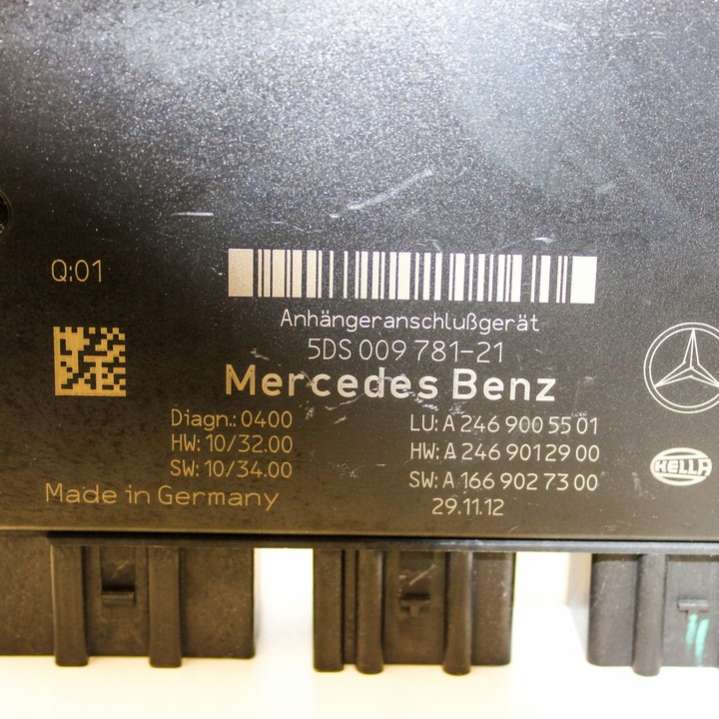 Q:01
Anhängeranschlußgerät
5DS 009 781-21
Mercedes Benz
Diagn.: 0400
HW: 10/32.00
SW: 10/34.00
Made in Germany
LU: A 246 900 55 01
HW: A 246 901 29 00
SW: A 166 902 73 00
29.11.12
HELLA